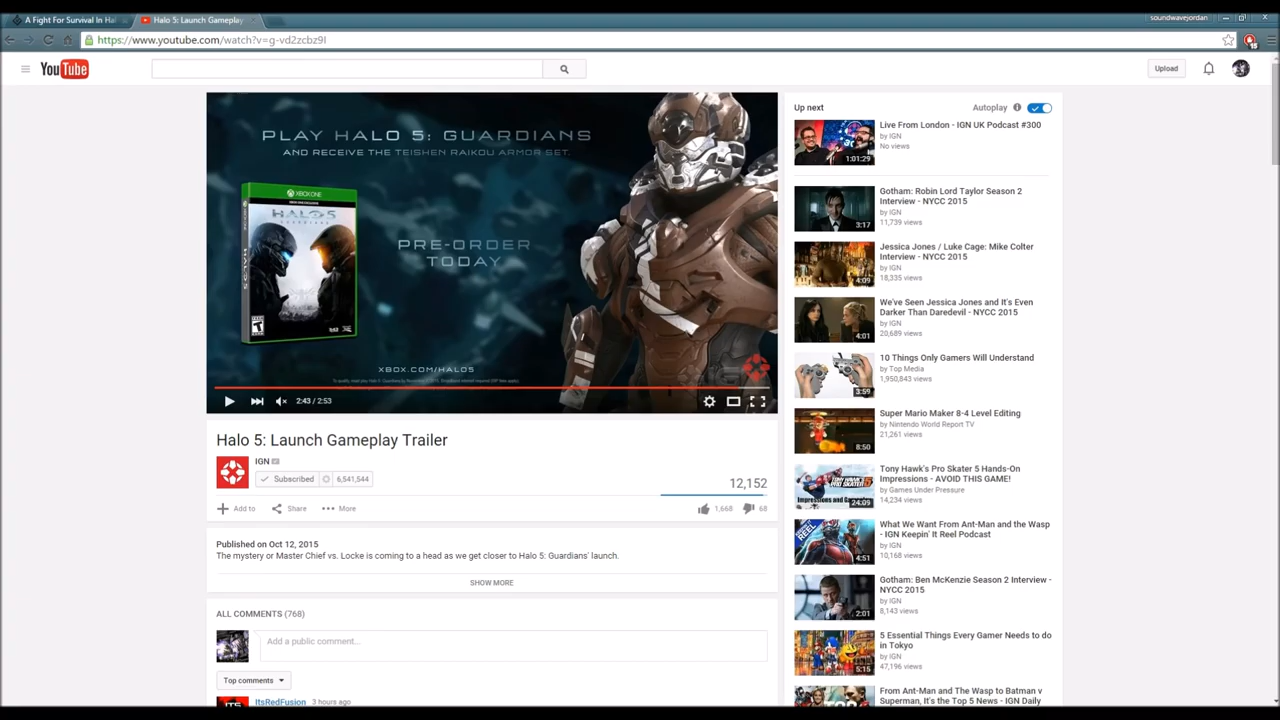 A Fight For Survival In Hal
Halo 5: Launch Gameplay
soundwavejordan
https://www.youtube.com/watch?v=g-vd2zcbz9I
15
YouTube
Upload
PLAY HALO 5: GUARDIANS
AND RECEIVE THE TEISHEN RAIKOU ARMOR SET.
XBOX ONE
HALO 5
GUARDIANS
PRE-ORDER
TODAY
XBOX.COM/HALO5
2:43 / 2:53
Halo 5: Launch Gameplay Trailer
IGN
Subscribed
6,541,544
12,152
Add to
Share
More
1,668
68
Published on Oct 12, 2015
The mystery or Master Chief vs. Locke is coming to a head as we get closer to Halo 5: Guardians' launch.
SHOW MORE
ALL COMMENTS (768)
Add a public comment...
Top comments
ItsRedFusion 3 hours ago
Up next
Autoplay
Live From London - IGN UK Podcast #300
by IGN
No views
1:01:29
Gotham: Robin Lord Taylor Season 2
Interview - NYCC 2015
by IGN
11,739 views
3:17
Jessica Jones / Luke Cage: Mike Colter
Interview - NYCC 2015
by IGN
18,335 views
4:09
We've Seen Jessica Jones and It's Even
Darker Than Daredevil - NYCC 2015
by IGN
20,689 views
4:01
10 Things Only Gamers Will Understand
by Top Media
1,950,843 views
3:59
Super Mario Maker 8-4 Level Editing
by Nintendo World Report TV
21,261 views
8:50
Tony Hawk's Pro Skater 5 Hands-On
Impressions - AVOID THIS GAME!
by Games Under Pressure
14,234 views
24:09
What We Want From Ant-Man and the Wasp
- IGN Keepin' It Reel Podcast
by IGN
10,168 views
4:51
Gotham: Ben McKenzie Season 2 Interview -
NYCC 2015
by IGN
8,143 views
2:01
5 Essential Things Every Gamer Needs to do
in Tokyo
by IGN
47,196 views
5:15
From Ant-Man and The Wasp to Batman v
Superman, It's the Top 5 News - IGN Daily